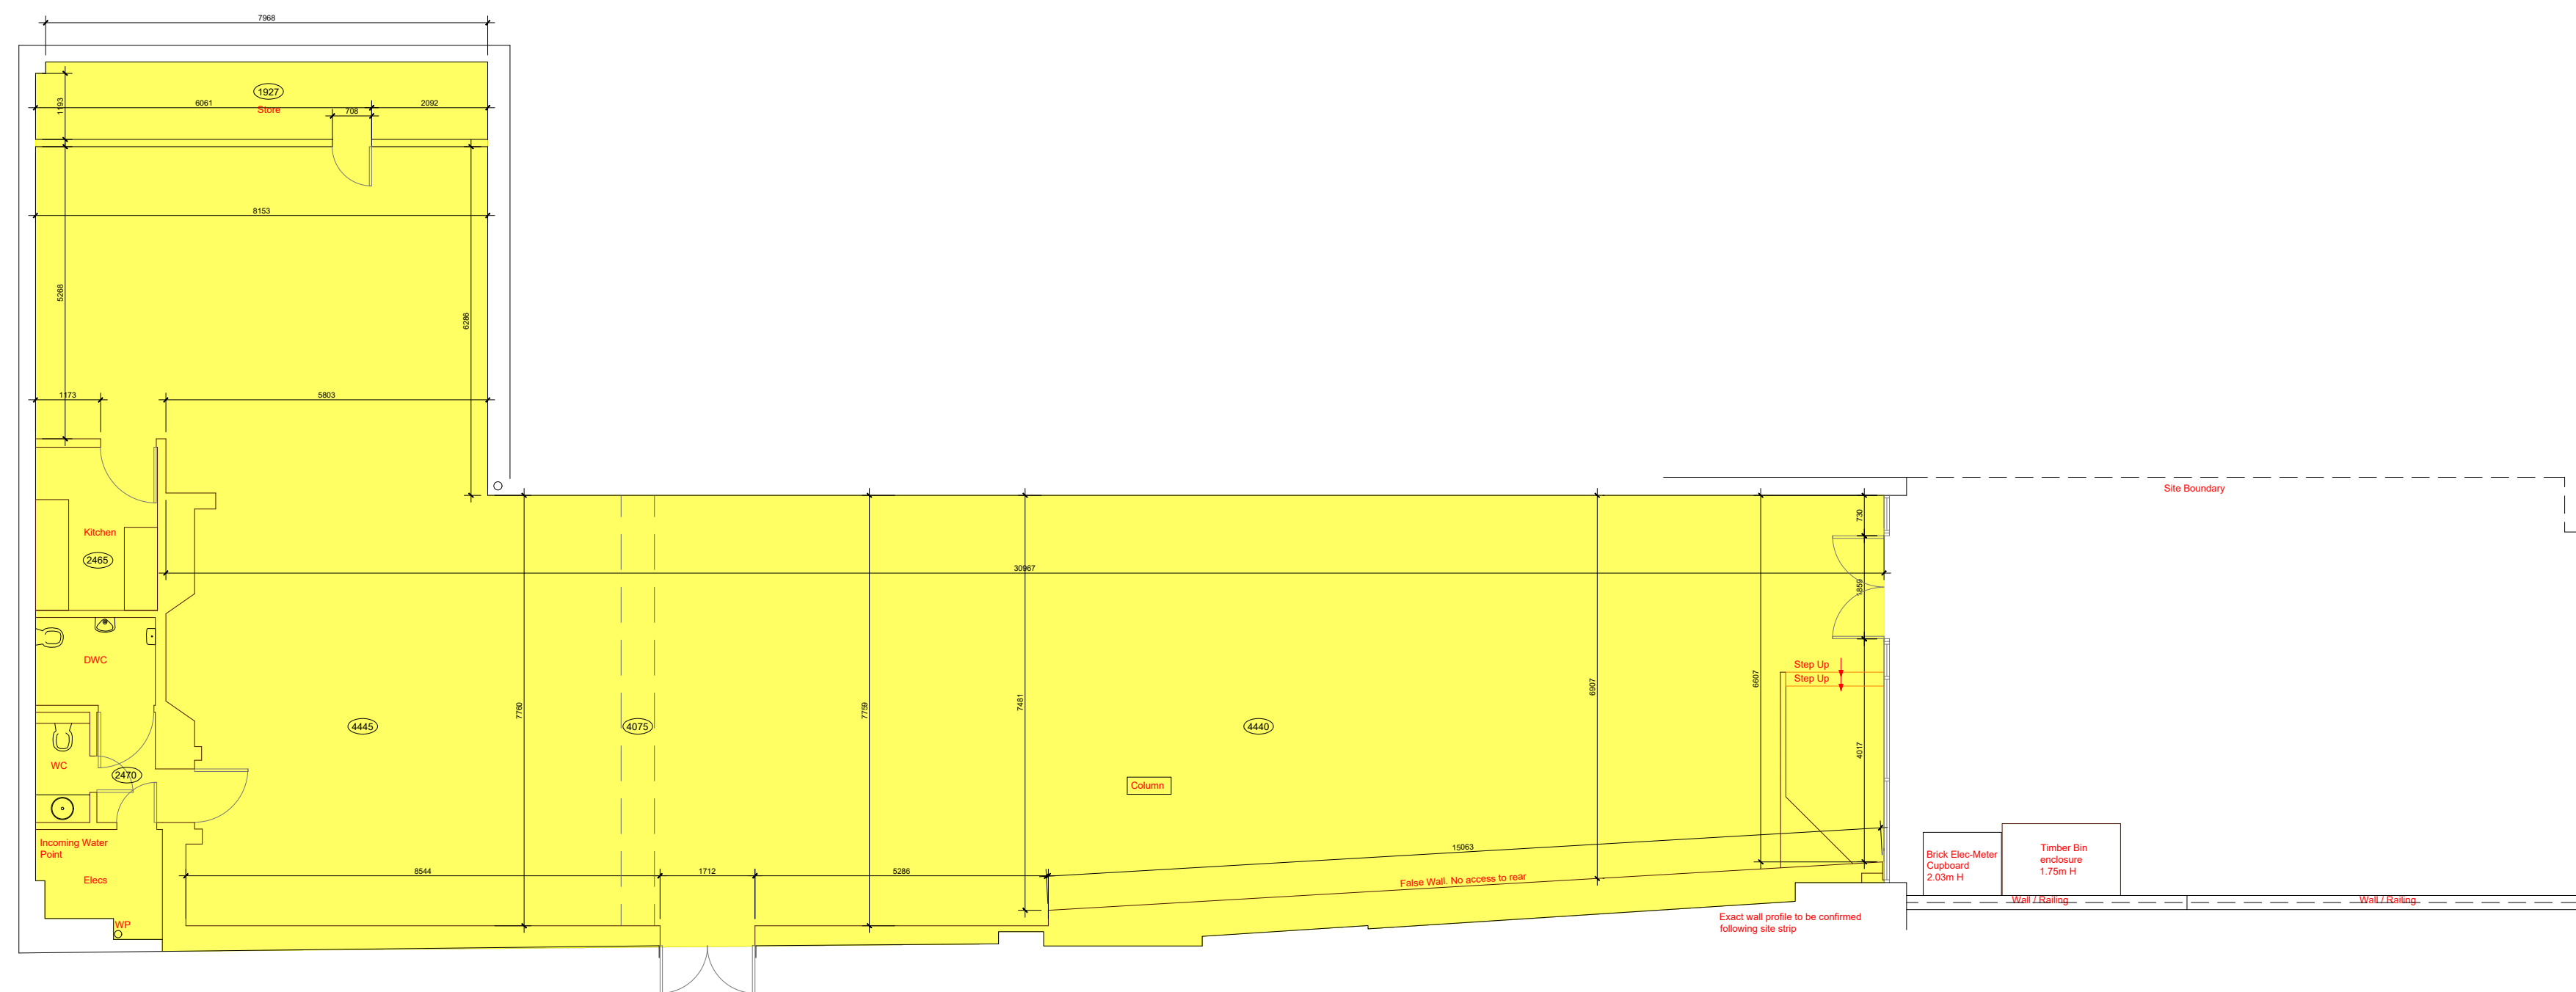 7968
1927
Store
6061
2092
1193
708
8153
5268
6286
1173
5803
Site Boundary
Kitchen
2465
730
30967
1859
DWC
Step Up
Step Up
6907
6607
7481
7760
7759
4445
4075
4440
4017
WC
2470
Column
Incoming Water
Point
15063
Brick Elec-Meter
Cupboard
2.03m H
Timber Bin
enclosure
1.75m H
8544
1712
5286
Elecs
False Wall. No access to rear
Wall / Railing
Wall / Railing
WP
Exact wall profile to be confirmed
following site strip